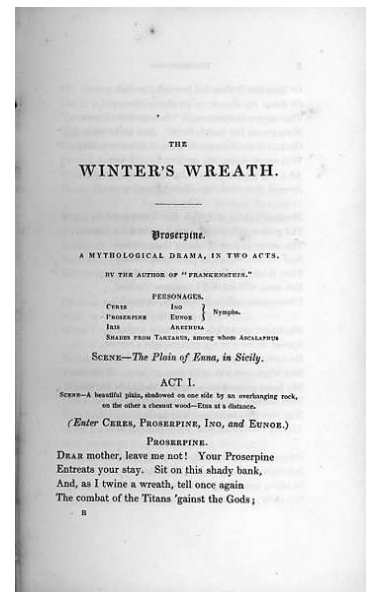 THE
WINTER'S WREATH.
Proserpine.
A MYTHOLOGICAL DRAMA, IN TWO ACTS.
BY THE AUTHOR OF "FRANKENSTEIN."
PERSONAGES.
CERES INO
PROSERPINE EUNOE } Nymphs.
IRIS ARETHUSA
SHADES FROM TARTARUS, among whom ASCALAPHUS
SCENE—The Plain of Enna, in Sicily.
ACT I.
SCENE—A beautiful plain, shadowed on one side by an overhanging rock,
on the other a chesnut wood—ETNA at a distance.
(Enter CERES, PROSERPINE, INO, and EUNOE.)
PROSERPINE.
DEAR mother, leave me not! Your Proserpine
Entreats your stay. Sit on this shady bank,
And, as I twine a wreath, tell once again
The combat of the Titans 'gainst the Gods;
B